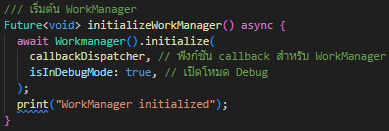 /// เริ่มต้น WorkManager
Future<void> initializeWorkManager() async {
  await Workmanager().initialize(
    callbackDispatcher, // ฟังก์ชัน callback สำหรับ WorkManager
    isInDebugMode: true, // เปิดโหมด Debug
  );
  print("WorkManager initialized");
}